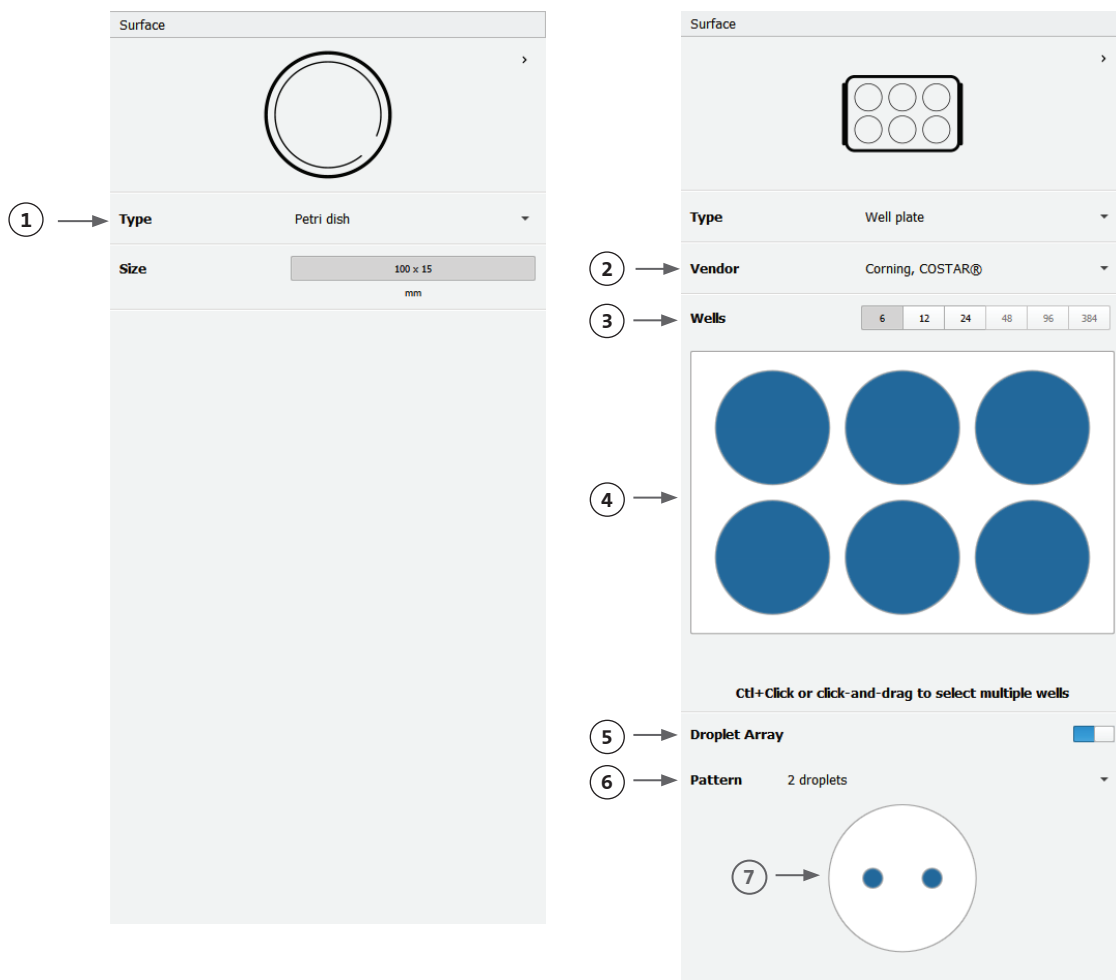 Surface
›
1
Type Petri dish
Size 100 x 15
mm
Surface
›
Type Well plate
2
Vendor Corning, COSTAR®
3
Wells 6 12 24 48 96 384
4
Ctl+Click or click-and-drag to select multiple wells
5
Droplet Array
6
Pattern 2 droplets
7